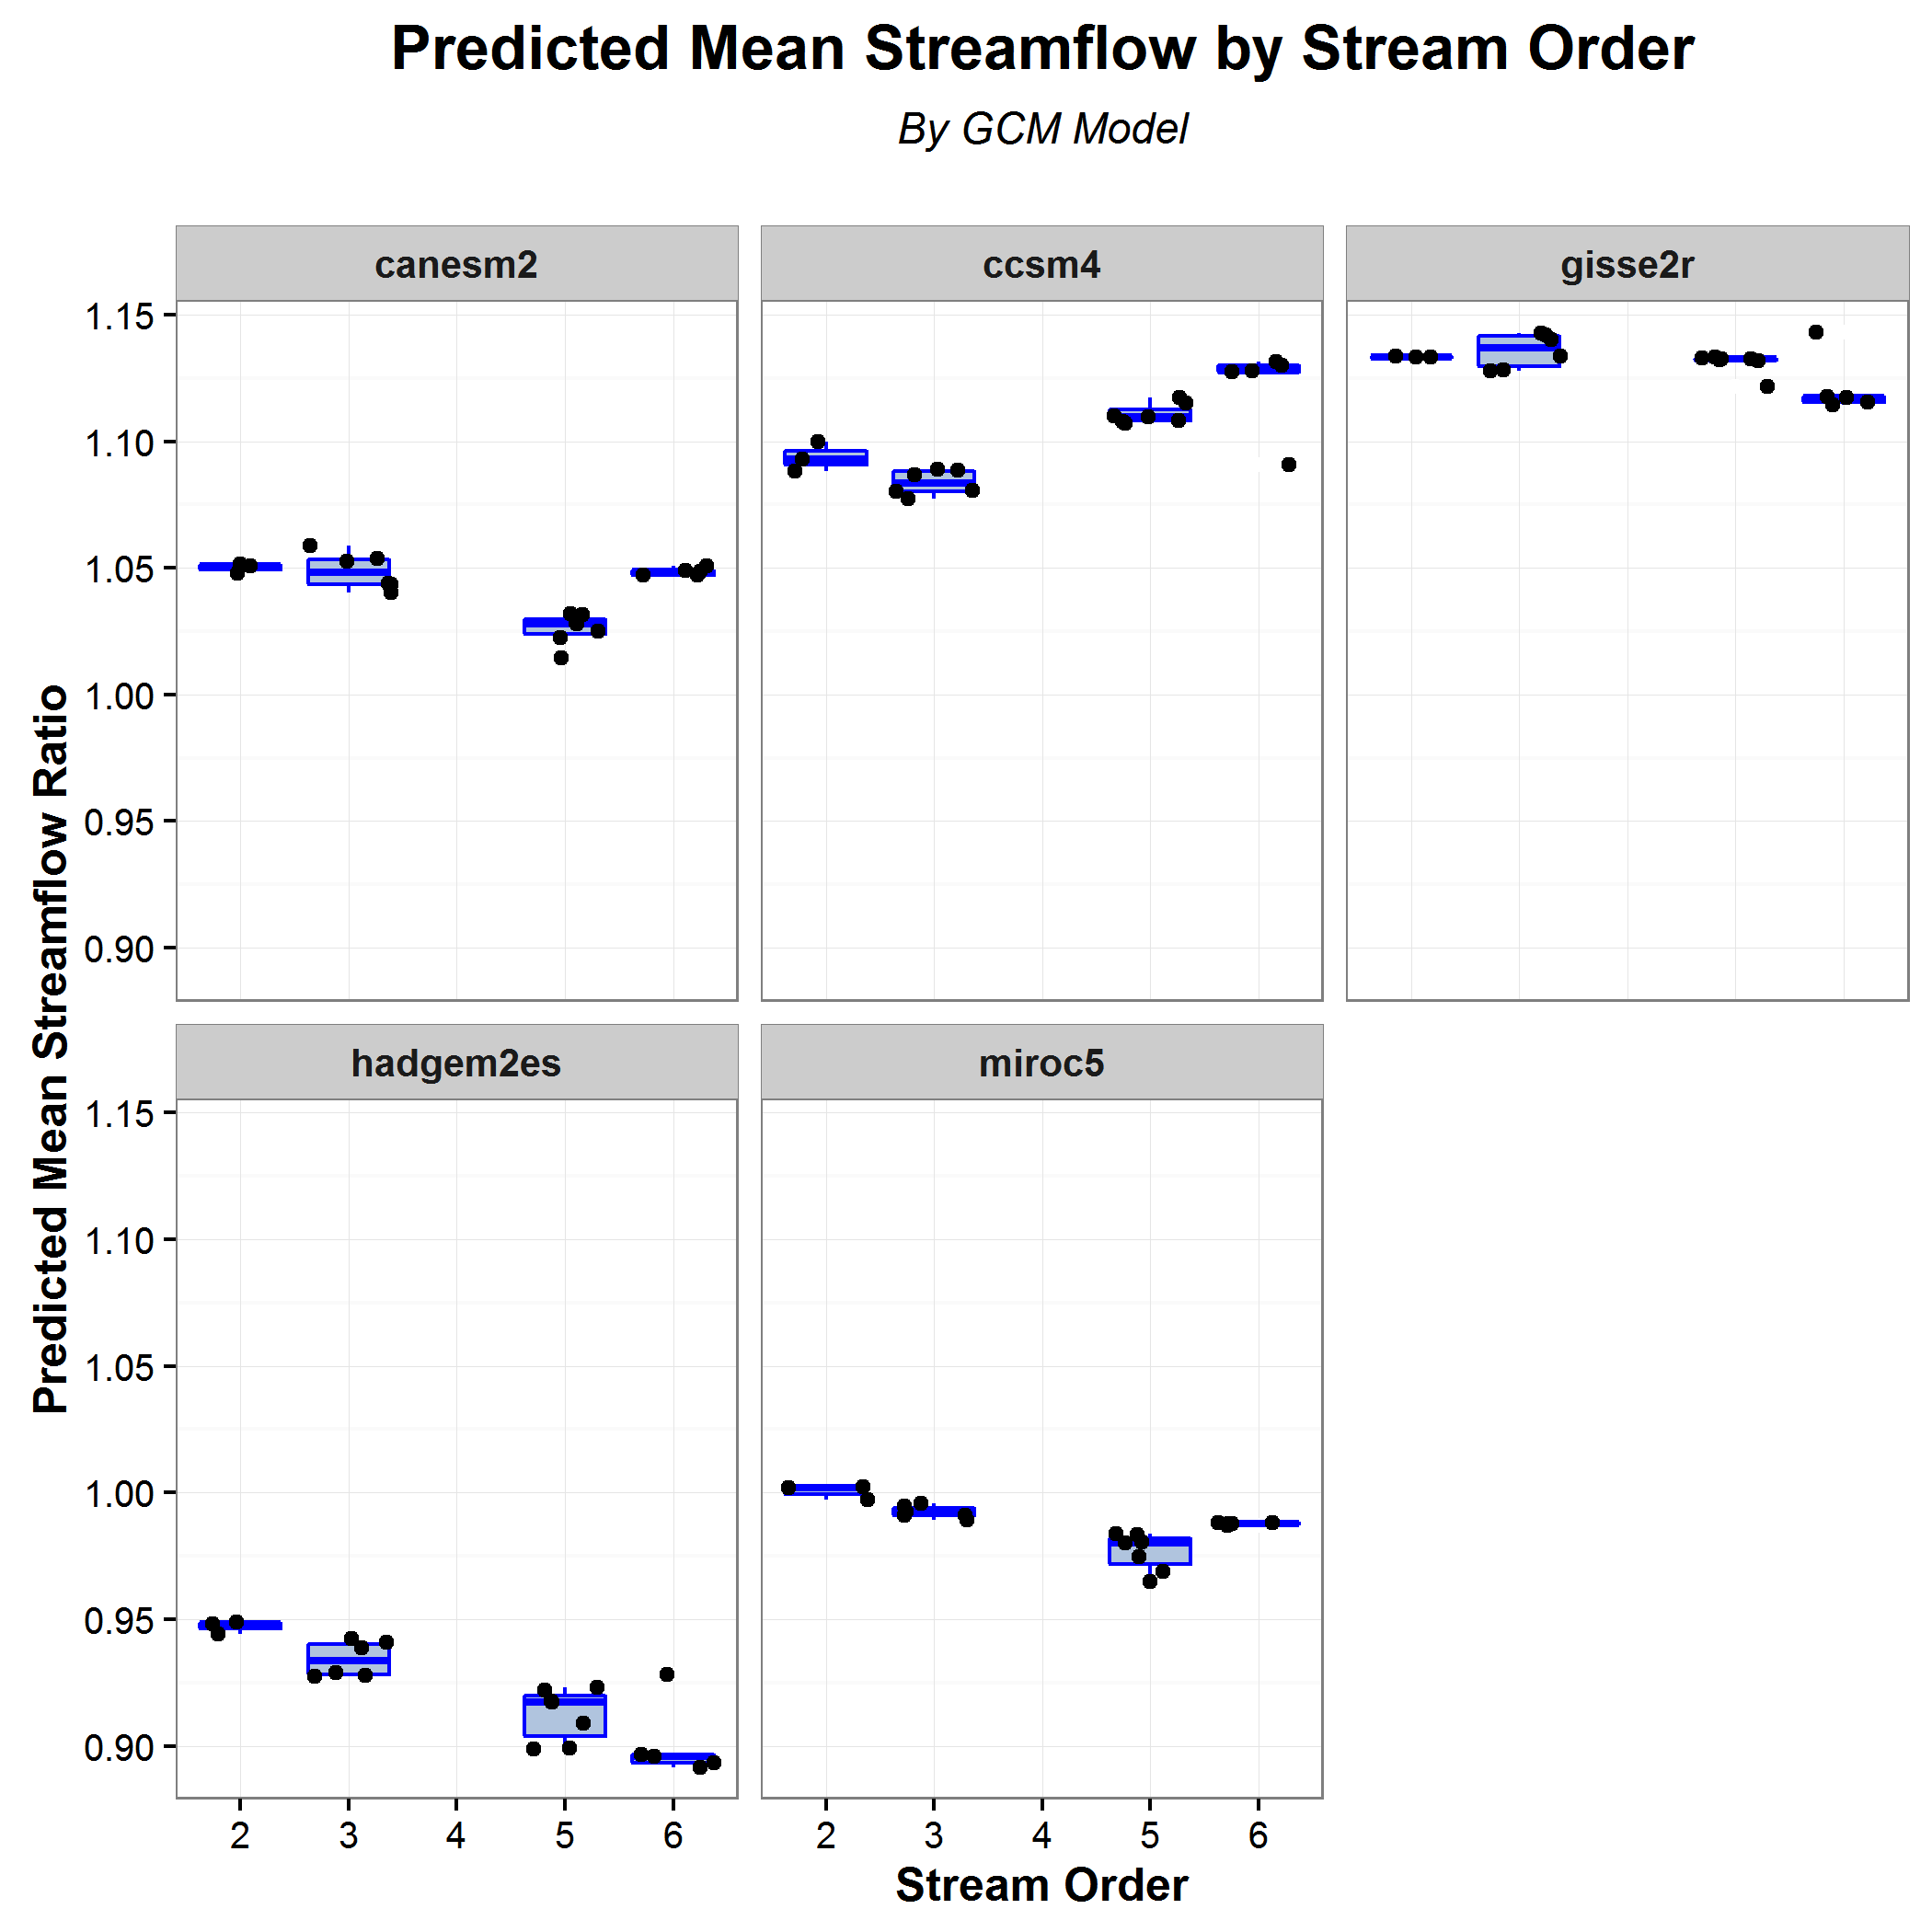 Predicted Mean Streamflow by Stream Order
By GCM Model
canesm2
ccsm4
gisse2r
1.15
1.10
1.05
1.00
0.95
0.90
Predicted Mean Streamflow Ratio
hadgem2es
miroc5
1.15
1.10
1.05
1.00
0.95
0.90
2 3 4 5 6
2 3 4 5 6
Stream Order